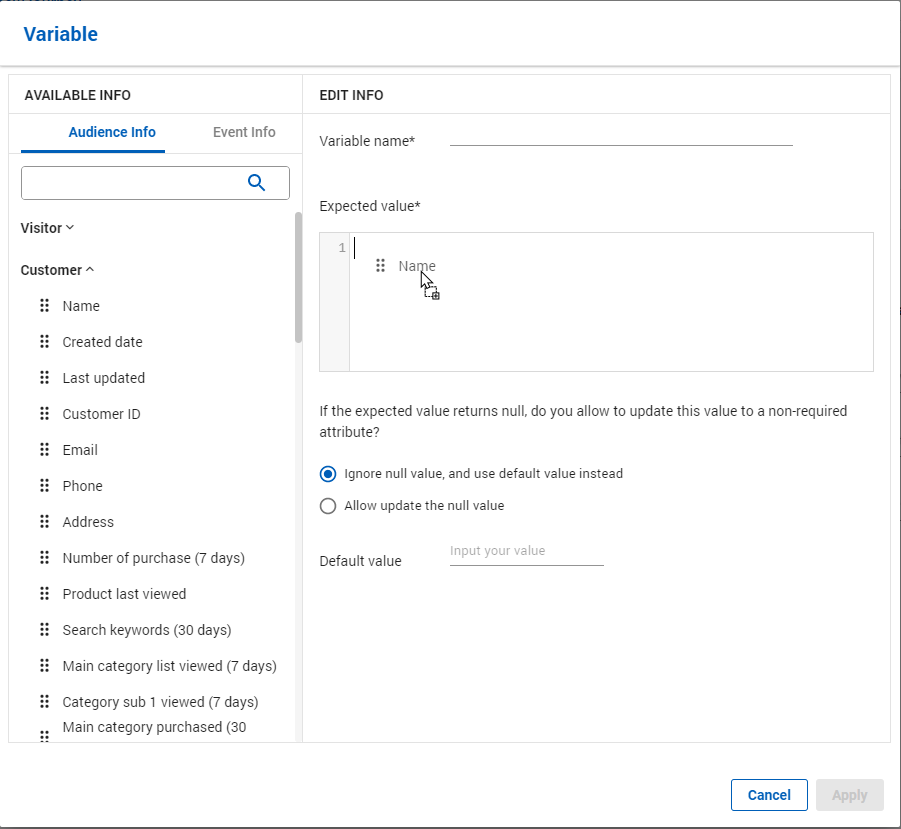 Variable
AVAILABLE INFO
Audience Info
Event Info
Visitor
Customer
Name
Created date
Last updated
Customer ID
Email
Phone
Address
Number of purchase (7 days)
Product last viewed
Search keywords (30 days)
Main category list viewed (7 days)
Category sub 1 viewed (7 days)
Main category purchased (30
EDIT INFO
Variable name*
Expected value*
1
Name
If the expected value returns null, do you allow to update this value to a non-required
attribute?
Ignore null value, and use default value instead
Allow update the null value
Default value
Input your value
Cancel
Apply